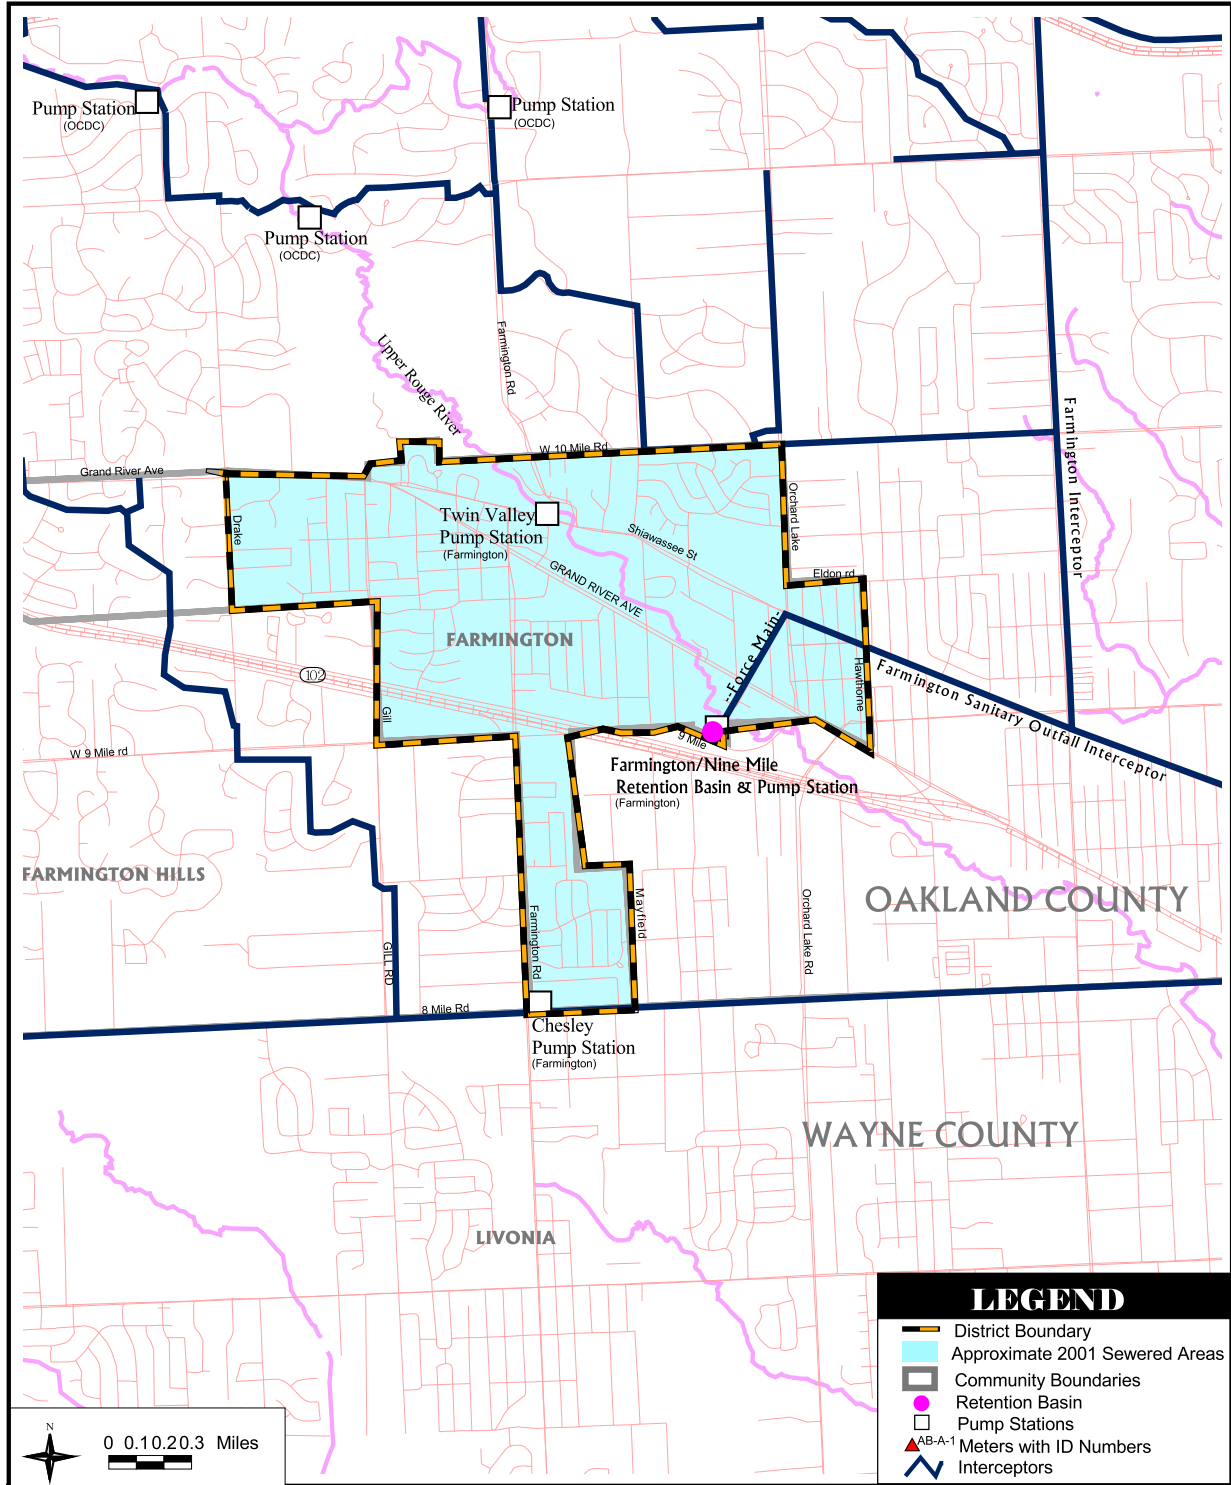 Pump Station
(OCDC)
Pump Station
(OCDC)
Pump Station
(OCDC)
Farmington Rd
Upper Rouge River
Farmington Interceptor
W 10 Mile Rd
Grand River Ave
Orchard Lake
Drake
Twin Valley
Pump Station
(Farmington)
Shiawassee St
GRAND RIVER AVE
Eldon rd
FARMINGTON
--Force Main-
Hawthorne
Farmington Sanitary Outfall Interceptor
102
Gill
W 9 Mile rd
9 Mile
Farmington/Nine Mile
Retention Basin & Pump Station
(Farmington)
FARMINGTON HILLS
OAKLAND COUNTY
Mayfield
Farmington Rd
Orchard Lake Rd
GILL RD
8 Mile Rd
Chesley
Pump Station
(Farmington)
WAYNE COUNTY
LIVONIA
LEGEND
District Boundary
Approximate 2001 Sewered Areas
Community Boundaries
Retention Basin
Pump Stations
AB-A-1 Meters with ID Numbers
Interceptors
N
0 0.1 0.2 0.3 Miles